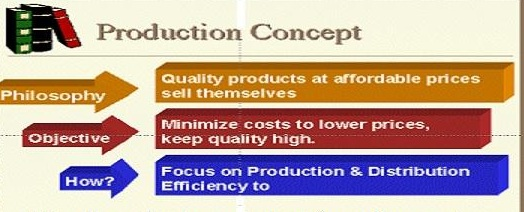 Production Concept
Philosophy
Quality products at affordable prices
sell themselves
Objective
Minimize costs to lower prices,
keep quality high.
How?
Focus on Production & Distribution
Efficiency to